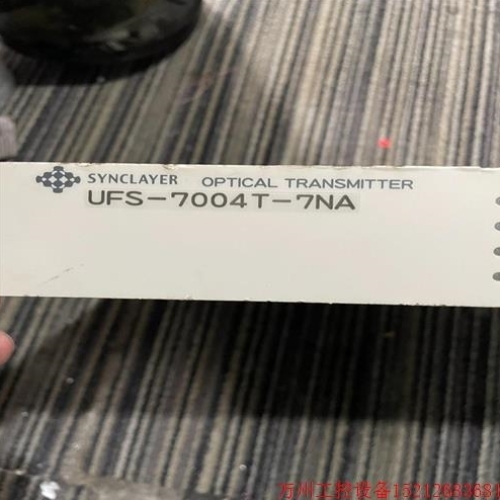 SYNCLAYER OPTICAL TRANSMITTER
UFS-7004T-7NA